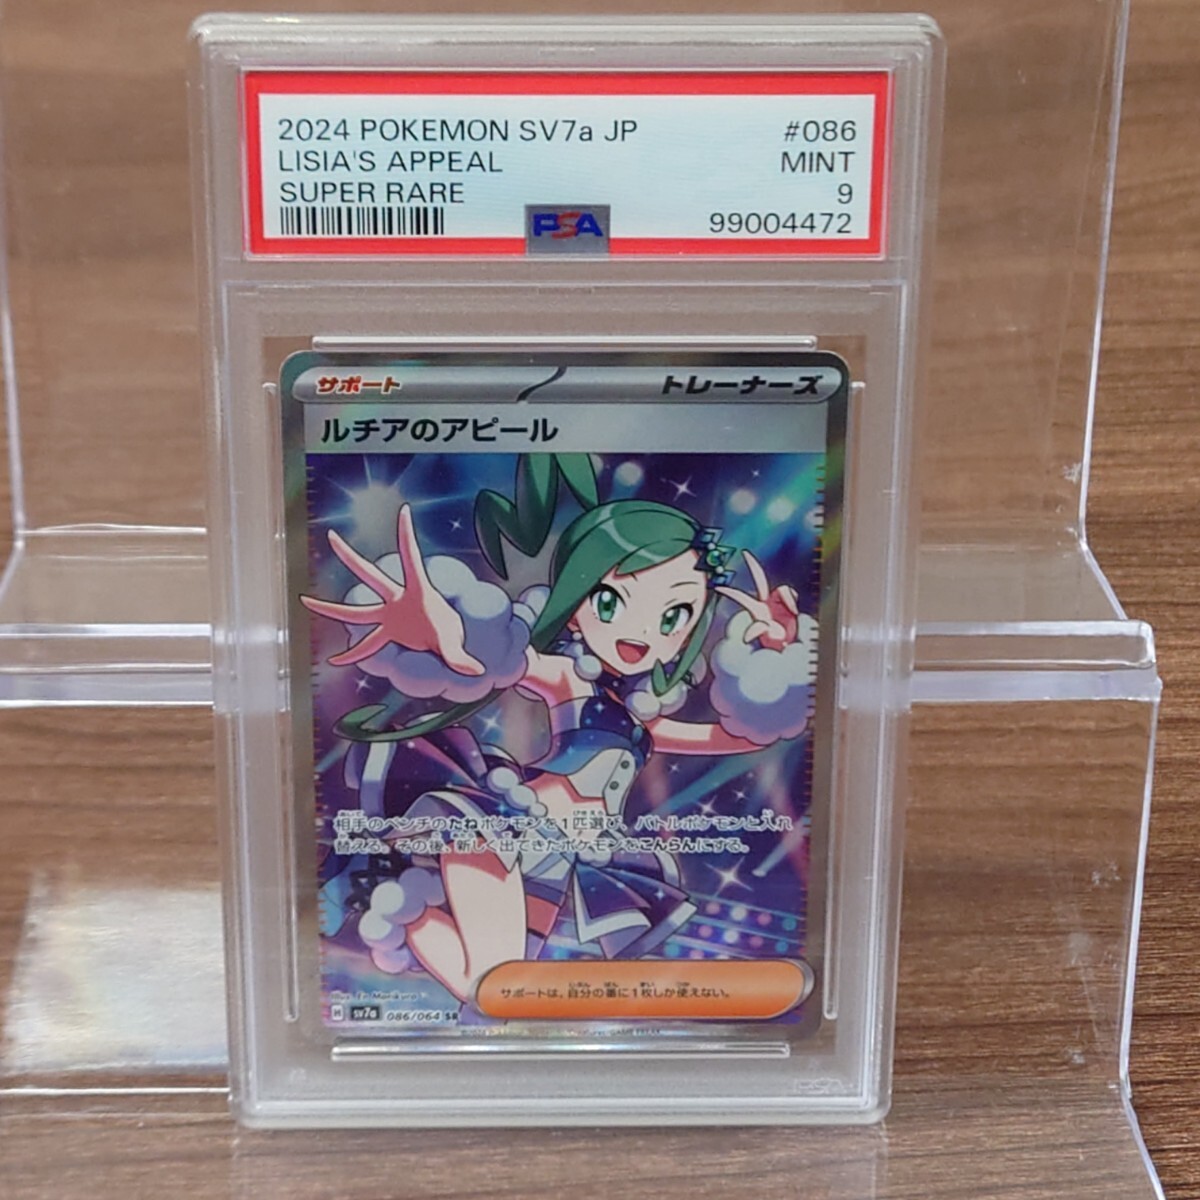 2024 POKEMON SV7a JP #086
LISIA'S APPEAL MINT
SUPER RARE 9
PSA 99004472
サポート トレーナーズ
ルチアのアピール
相手のベンチのたねポケモンを1匹選び、バトルポケモンと入れ
替える。その後、新しく出てきたポケモンをこんらんにする。
サポートは、自分の番に1枚しか使えない。
Illus. En Morikura
H sv7a 086/064 SR